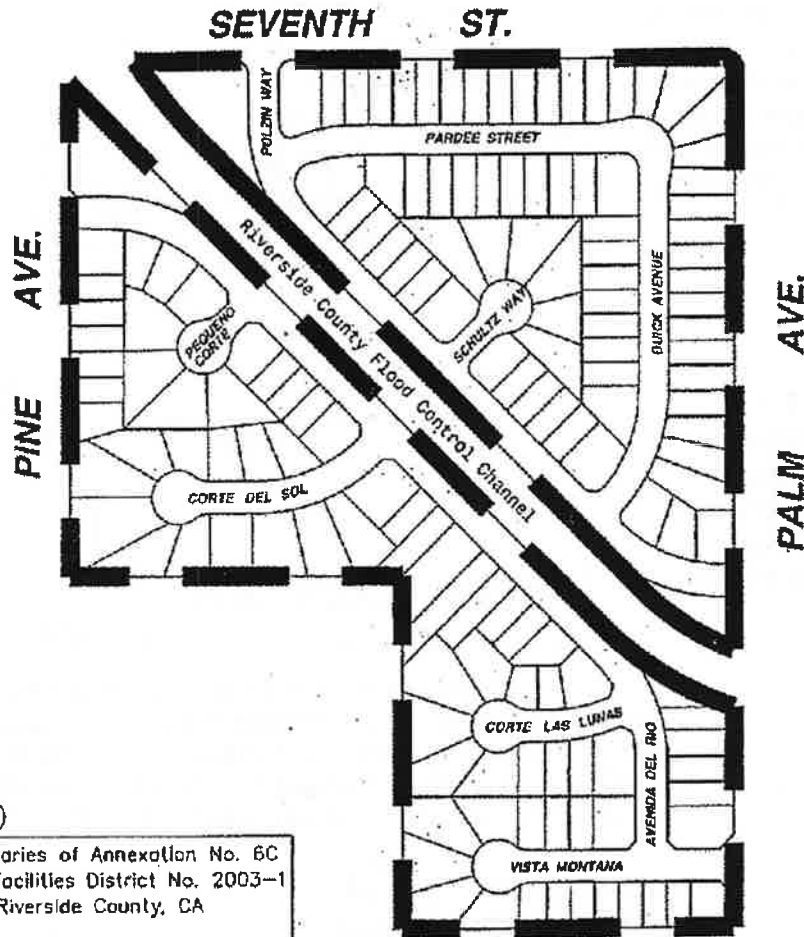 SEVENTH ST.
POLZIN WAY
PARDEE STREET
PINE AVE.
Riverside County Flood Control Channel
PEQUENO
CORTE
SCHULTZ WAY
BUICK AVENUE
PALM AVE.
CORTE DEL SOL
CORTE LAS LUNAS
AVENIDA DEL RIO
VISTA MONTANA
aries of Annexation No. 6C
acilities District No. 2003-1
Riverside County, CA